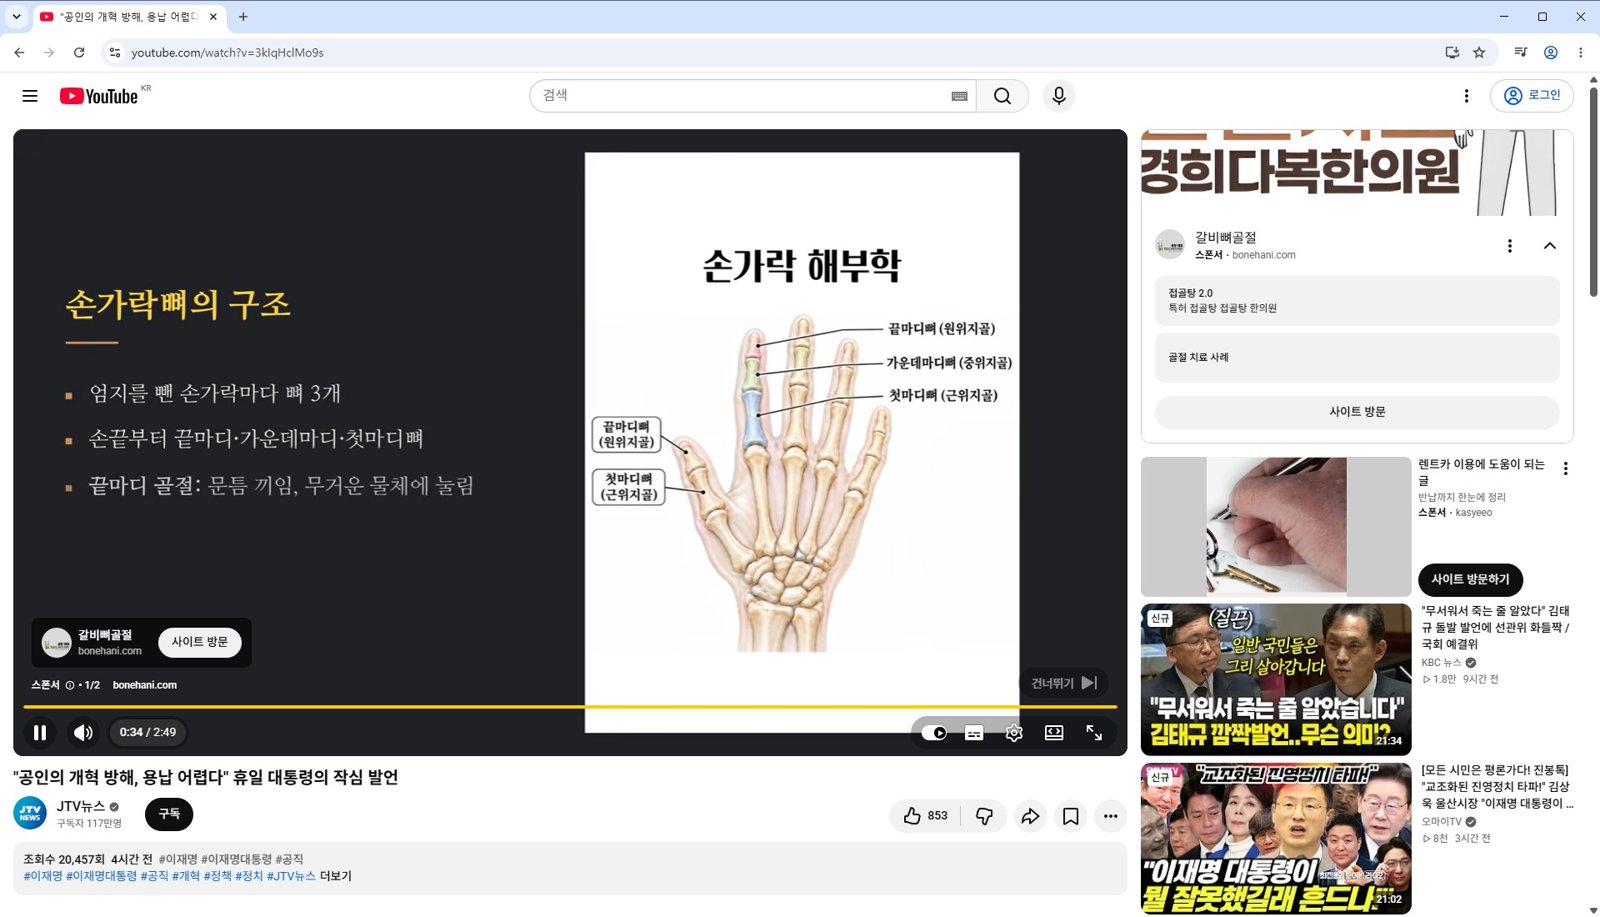 "공인의 개혁 방해, 용납 어렵다
youtube.com/watch?v=3kIqHclMo9s
YouTube KR
검색
로그인
손가락뼈의 구조
엄지를 뺀 손가락마다 뼈 3개
손끝부터 끝마디·가운데마디·첫마디뼈
끝마디 골절: 문틈 끼임, 무거운 물체에 눌림
손가락 해부학
끝마디뼈 (원위지골)
가운데마디뼈 (중위지골)
첫마디뼈 (근위지골)
끝마디뼈
(원위지골)
첫마디뼈
(근위지골)
갈비뼈골절
bonehani.com
사이트 방문
스폰서 · 1/2 bonehani.com
건너뛰기
0:34 / 2:49
"공인의 개혁 방해, 용납 어렵다" 휴일 대통령의 작심 발언
JTV NEWS
JTV뉴스
구독자 117만명
구독
853
조회수 20,457회 4시간 전 #이재명 #이재명대통령 #공직
#이재명 #이재명대통령 #공직 #개혁 #정책 #정치 #JTV뉴스 더보기
경희다복한의원
갈비뼈골절
스폰서 · bonehani.com
접골탕 2.0
특허 접골탕 접골탕 한의원
골절 치료 사례
사이트 방문
렌트카 이용에 도움이 되는
글
반납까지 한눈에 정리
스폰서 · kasyeeo
사이트 방문하기
신규
(질끈)
일반 국민들은
그리 살아갑니다
"무서워서 죽는 줄 알았습니다"
김태규 깜짝발언..무슨 의미?
21:34
"무서워서 죽는 줄 알았다" 김태
규 돌발 발언에 선관위 화들짝 /
국회 예결위
KBC 뉴스
1.8만 9시간 전
신규
"교조화된 진영정치 타파!"
"이재명 대통령이
뭘 잘못했길래 흔드나!"
21:02
[모든 시민은 평론가다! 진봉톡]
"교조화된 진영정치 타파!" 김상
욱 울산시장 "이재명 대통령이 ...
오마이TV
8천 3시간 전